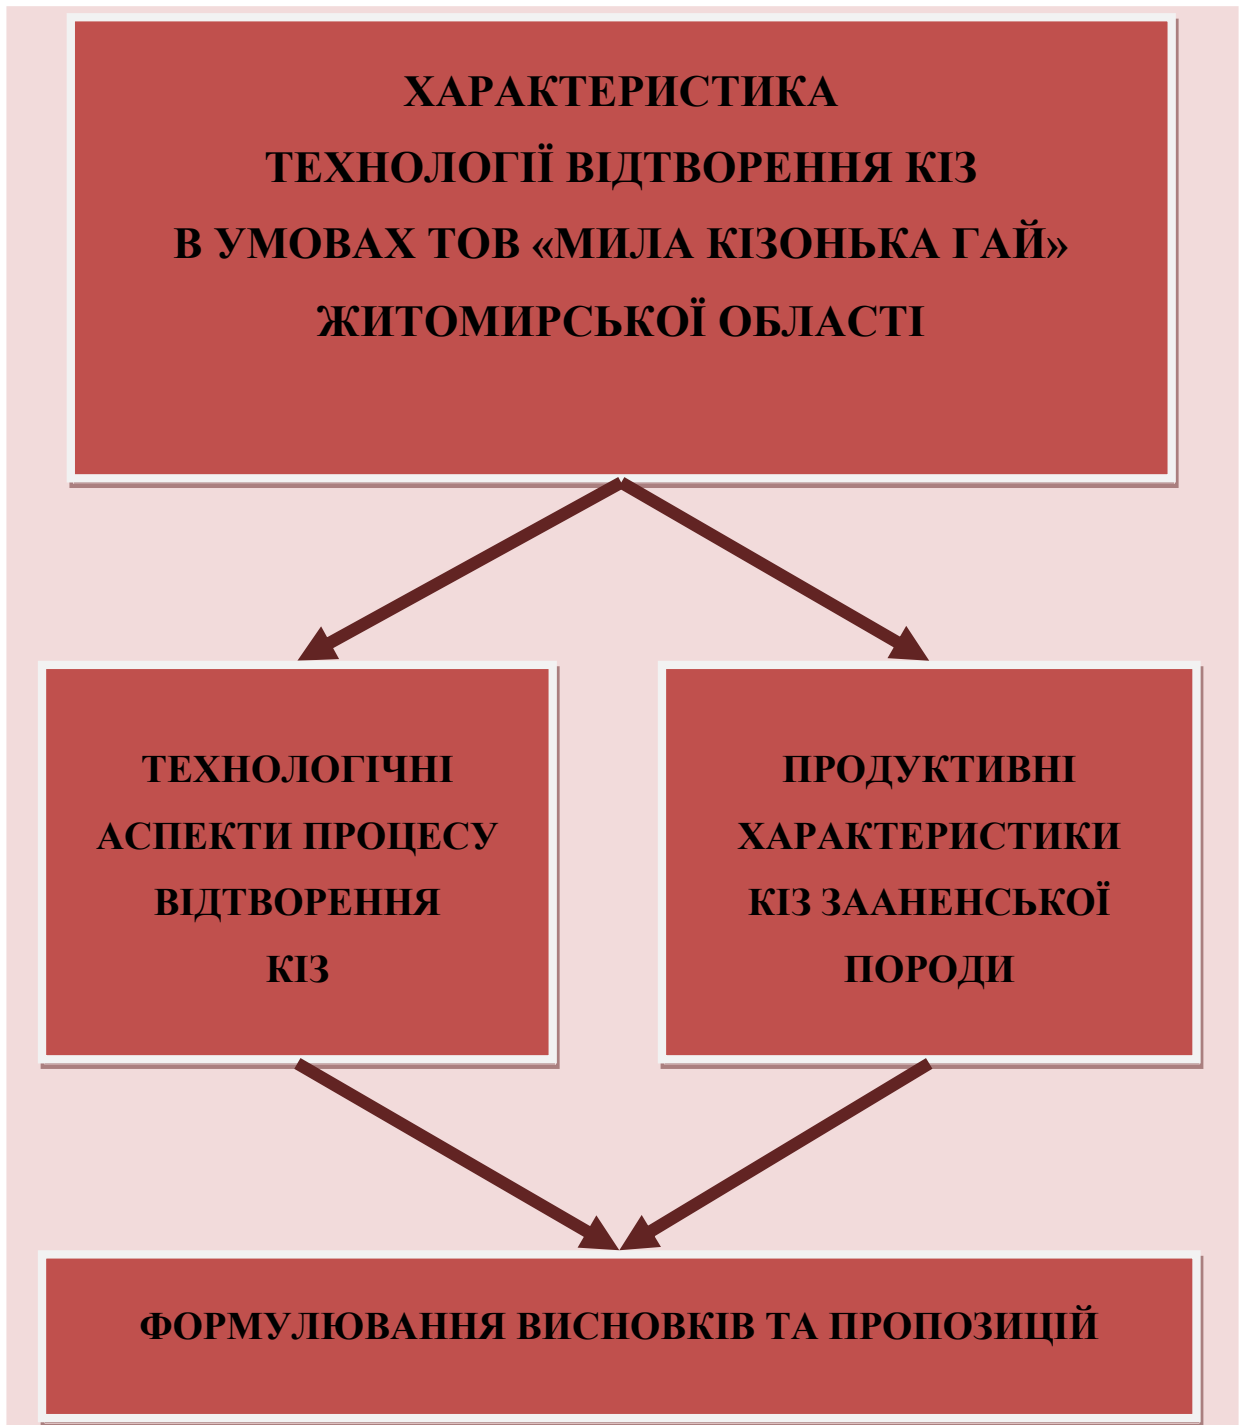 ХАРАКТЕРИСТИКА
ТЕХНОЛОГІЇ ВІДТВОРЕННЯ КІЗ
В УМОВАХ ТОВ «МИЛА КІЗОНЬКА ГАЙ»
ЖИТОМИРСЬКОЇ ОБЛАСТІ
ТЕХНОЛОГІЧНІ
АСПЕКТИ ПРОЦЕСУ
ВІДТВОРЕННЯ
КІЗ
ПРОДУКТИВНІ
ХАРАКТЕРИСТИКИ
КІЗ ЗААНЕНСЬКОЇ
ПОРОДИ
ФОРМУЛЮВАННЯ ВИСНОВКІВ ТА ПРОПОЗИЦІЙ